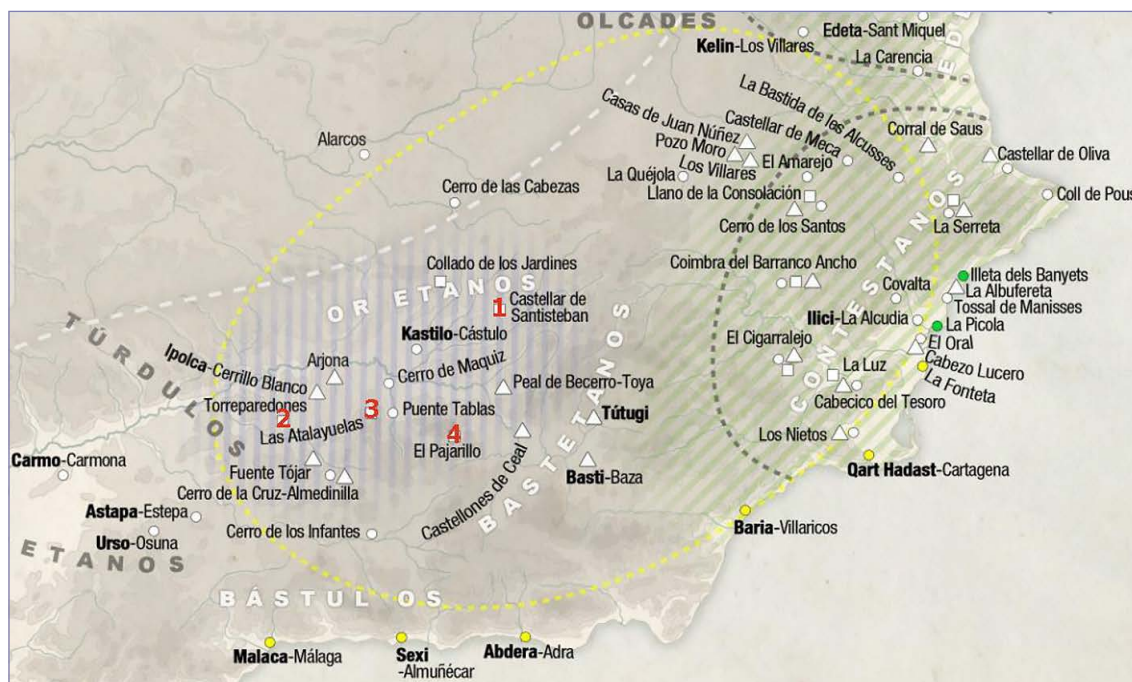 OLCADES
Edeta-Sant Miquel
Kelin-Los Villares
La Carencia
E D E
La Bastida de les Alcusses
Casas de Juan Núñez
Castellar de Meca
Corral de Saus
Alarcos
Pozo Moro
El Amarejo
Castellar de Oliva
Los Villares
La Quéjola
Cerro de las Cabezas
Llano de la Consolación
Coll de Pous
Cerro de los Santos
La Serreta
CONTESTANOS
Collado de los Jardines
Coimbra del Barranco Ancho
Illeta dels Banyets
Covalta
La Albufereta
OR ETANOS
1
Castellar de
Santisteban
Tossal de Manisses
Ilici-La Alcudia
La Picola
TÚRDULOS
Kastilo-Cástulo
El Cigarralejo
El Oral
Ipolca-Cerrillo Blanco
Arjona
Cerro de Maquiz
La Luz
Cabezo Lucero
Peal de Becerro-Toya
La Fonteta
Torreparedones
2
3
Puente Tablas
Cabecico del Tesoro
Las Atalayuelas
4
Tútugi
El Pajarillo
Los Nietos
BASTETANOS
Carmo-Carmona
Fuente Tójar
Basti-Baza
Qart Hadast-Cartagena
Cerro de la Cruz-Almedinilla
Castellones de Ceal
Astapa-Estepa
Baria-Villaricos
Cerro de los Infantes
Urso-Osuna
ETANOS
BÁSTUL OS
Malaca-Málaga
Sexi
-Almuñécar
Abdera-Adra